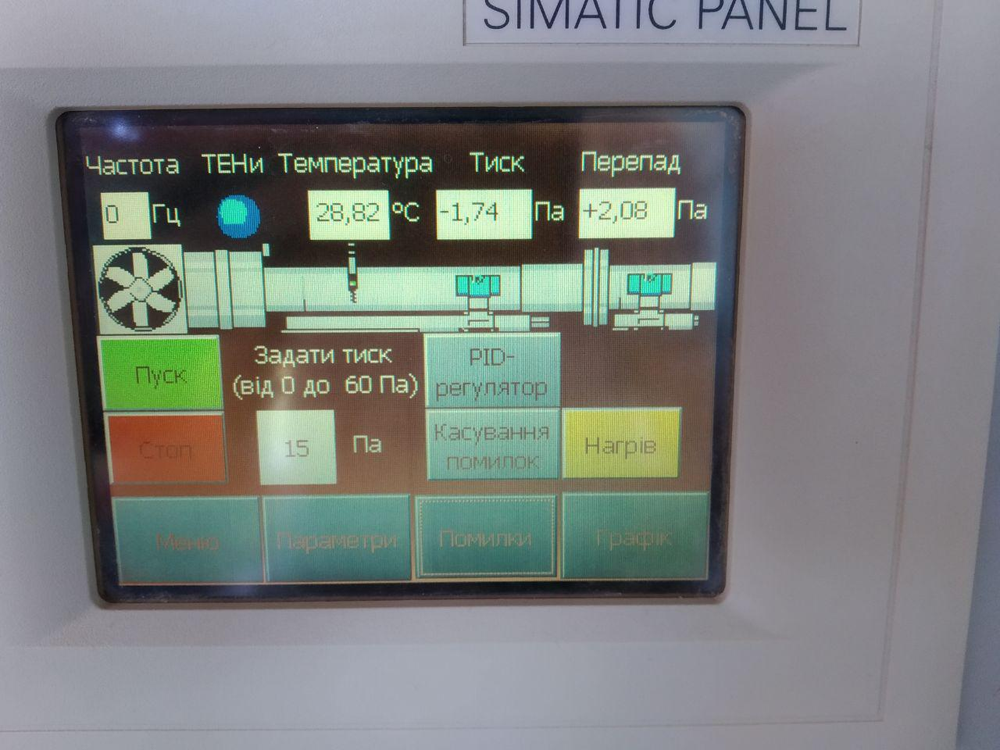 SIMATIC PANEL
Частота ТЕНи Температура Тиск Перепад
0 Гц 28,82 ºC -1,74 Па +2,08 Па
Пуск
Задати тиск
(від 0 до 60 Па)
PID-
регулятор
Стоп
15 Па
Касування
помилок
Нагрів
Меню Параметри Помилки Графік